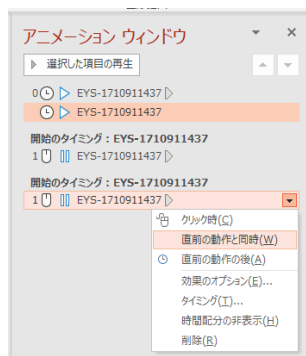 アニメーション ウィンドウ
選択した項目の再生
0 EYS-1710911437
EYS-1710911437
開始のタイミング：EYS-1710911437
1 EYS-1710911437
開始のタイミング：EYS-1710911437
1 EYS-1710911437
クリック時(C)
直前の動作と同時(W)
直前の動作の後(A)
効果のオプション(E)...
タイミング(T)...
時間配分の非表示(H)
削除(R)